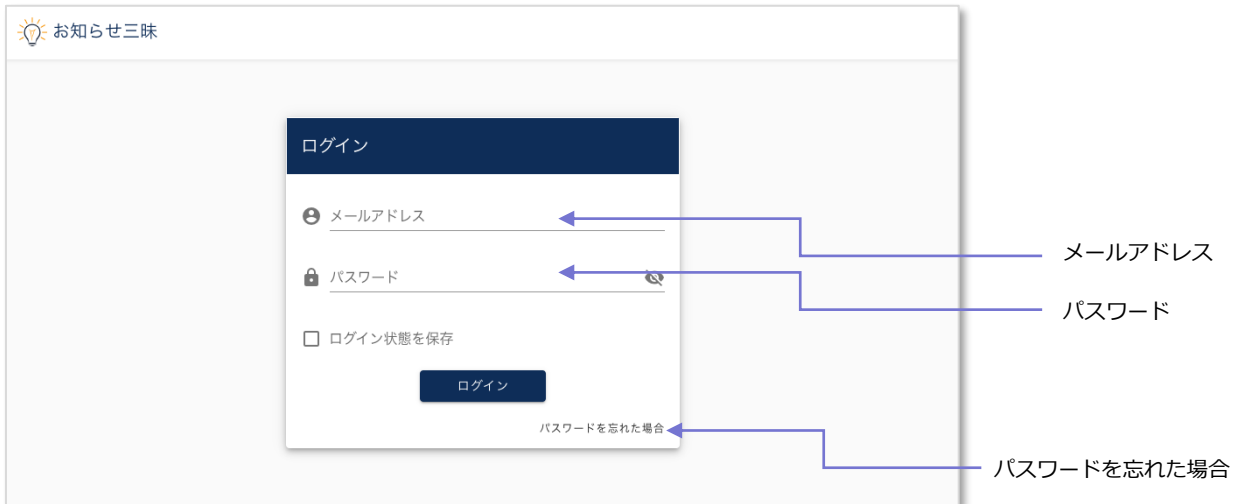 お知らせ三昧
ログイン
メールアドレス
メールアドレス
パスワード
パスワード
ログイン状態を保存
ログイン
パスワードを忘れた場合
パスワードを忘れた場合